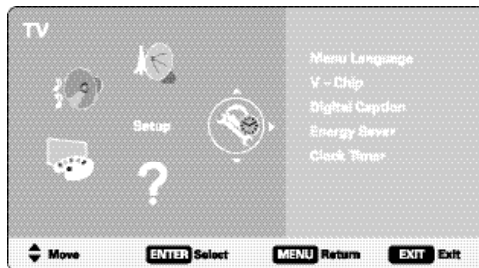 TV
Menu Language
V - Chip
Digital Caption
Setup
Energy Saver
Clock Timer
?
Move ENTER Select MENU Return EXIT Exit